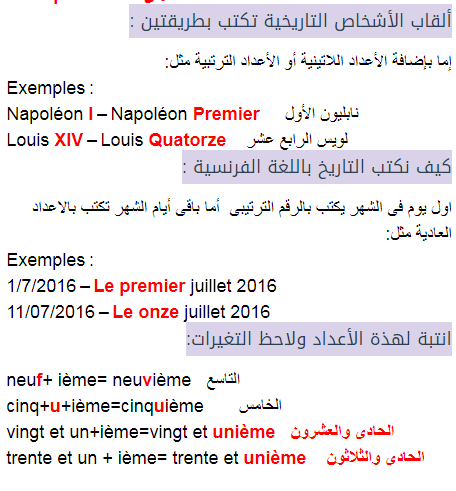 ألقاب الأشخاص التاريخية تكتب بطريقتين :
إما بإضافة الأعداد اللاتينية أو الأعداد الترتبية مثل:
Exemples :
Napoléon I – Napoléon Premier نابليون الأول
Louis XIV – Louis Quatorze لويس الرابع عشر
كيف نكتب التاريخ باللغة الفرنسية :
اول يوم فى الشهر يكتب بالرقم الترتيبى أما باقى أيام الشهر تكتب بالاعداد
العادية مثل:
Exemples :
1/7/2016 – Le premier juillet 2016
11/07/2016 – Le onze juillet 2016
انتبة لهذة الأعداد ولاحظ التغيرات:
neuf+ ième= neuvième التاسع
cinq+u+ième=cinquième الخامس
vingt et un+ième=vingt et unième الحادى والعشرون
trente et un + ième= trente et unième الحادى والثلاثون